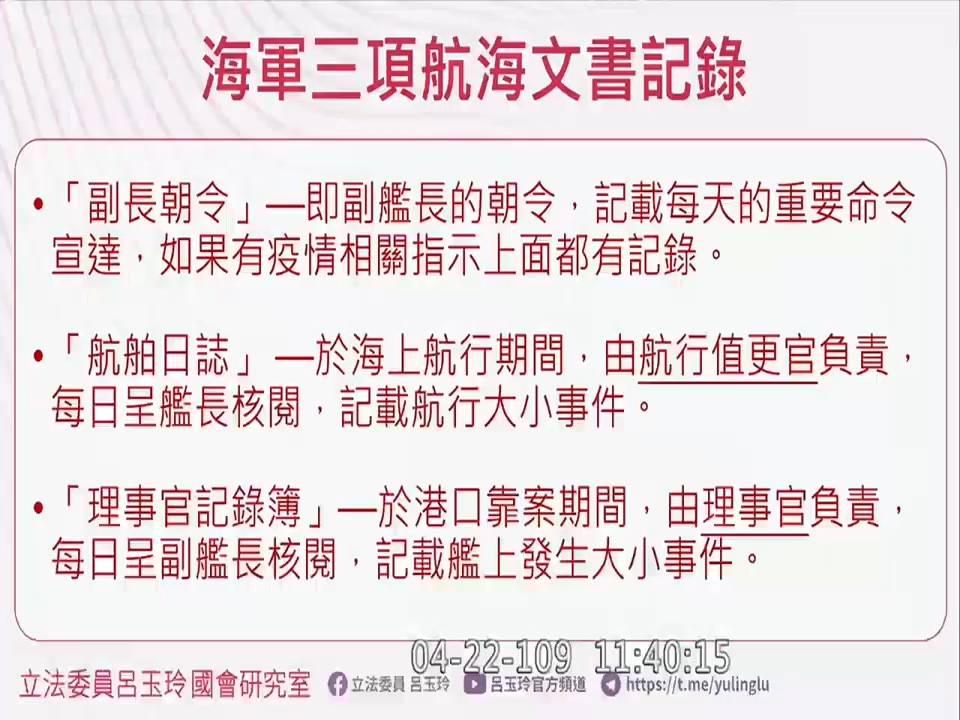 海軍三項航海文書記錄
•「副長朝令」—即副艦長的朝令，記載每天的重要命令
宣達，如果有疫情相關指示上面都有記錄。
•「航舶日誌」—於海上航行期間，由航行值更官負責，
每日呈艦長核閱，記載航行大小事件。
•「理事官記錄簿」—於港口靠案期間，由理事官負責，
每日呈副艦長核閱，記載艦上發生大小事件。
04-22-109 11:40:15
立法委員呂玉玲國會研究室 立法委員 呂玉玲 呂玉玲官方頻道 https://t.me/yulinglu